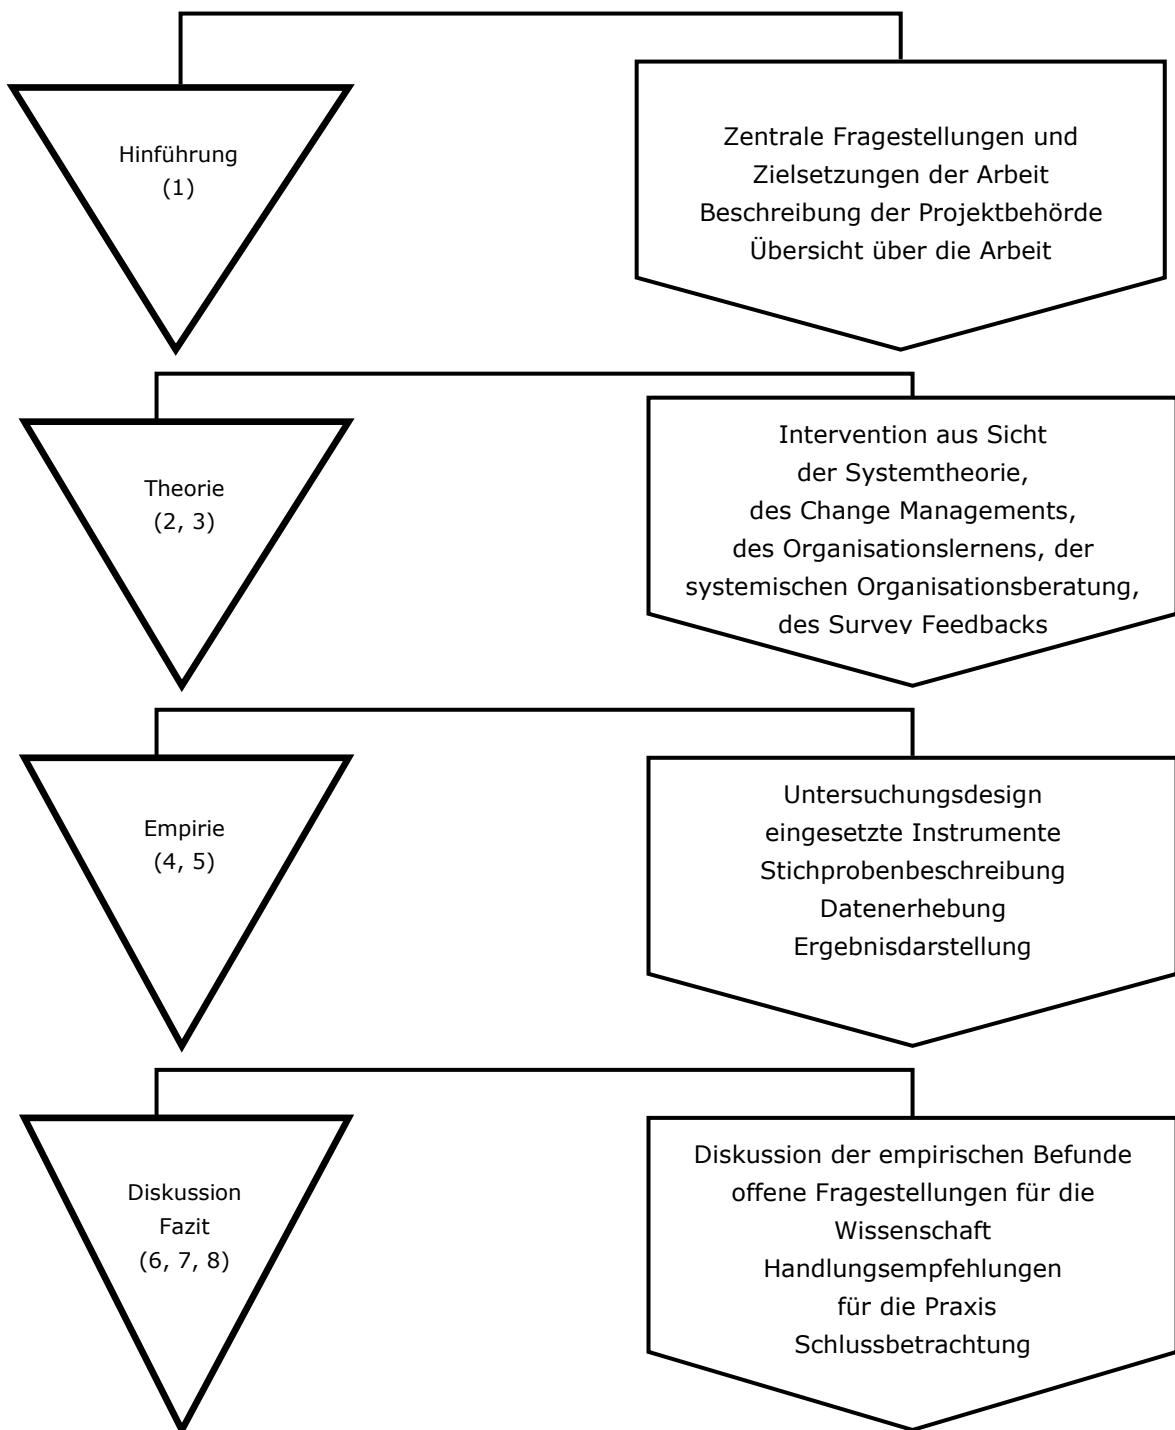 Hinführung
(1)
Zentrale Fragestellungen und
Zielsetzungen der Arbeit
Beschreibung der Projektbehörde
Übersicht über die Arbeit
Theorie
(2, 3)
Intervention aus Sicht
der Systemtheorie,
des Change Managements,
des Organisationslernens, der
systemischen Organisationsberatung,
des Survey Feedbacks
Empirie
(4, 5)
Untersuchungsdesign
eingesetzte Instrumente
Stichprobenbeschreibung
Datenerhebung
Ergebnisdarstellung
Diskussion
Fazit
(6, 7, 8)
Diskussion der empirischen Befunde
offene Fragestellungen für die
Wissenschaft
Handlungsempfehlungen
für die Praxis
Schlussbetrachtung